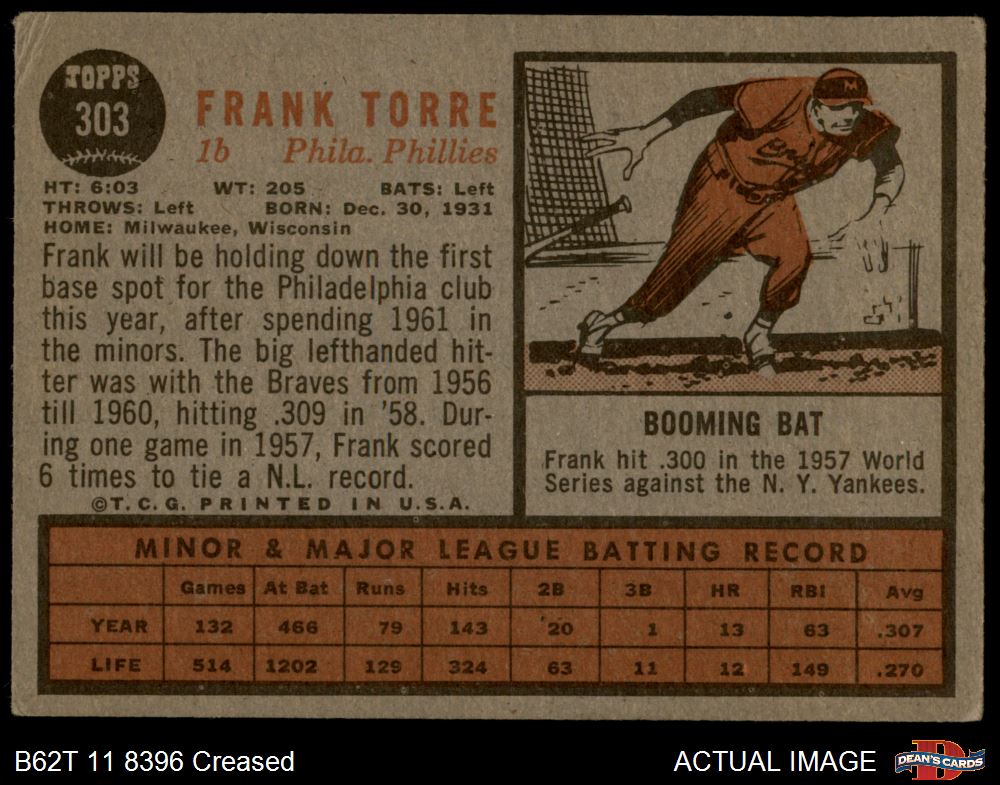 TOPPS
303
FRANK TORRE
1b Phila. Phillies
HT: 6:03 WT: 205 BATS: Left
THROWS: Left BORN: Dec. 30, 1931
HOME: Milwaukee, Wisconsin
Frank will be holding down the first
base spot for the Philadelphia club
this year, after spending 1961 in
the minors. The big lefthanded hit-
ter was with the Braves from 1956
till 1960, hitting .309 in '58. Dur-
ing one game in 1957, Frank scored
6 times to tie a N.L. record.
©T.C.G. PRINTED IN U.S.A.
M
BOOMING BAT
Frank hit .300 in the 1957 World
Series against the N. Y. Yankees.
MINOR & MAJOR LEAGUE BATTING RECORD
Games At Bat Runs Hits 2B 3B HR RBI Avg
YEAR 132 466 79 143 20 1 13 63 .307
LIFE 514 1202 129 324 63 11 12 149 .270
B62T 11 8396 Creased
ACTUAL IMAGE
D
DEAN'S CARDS